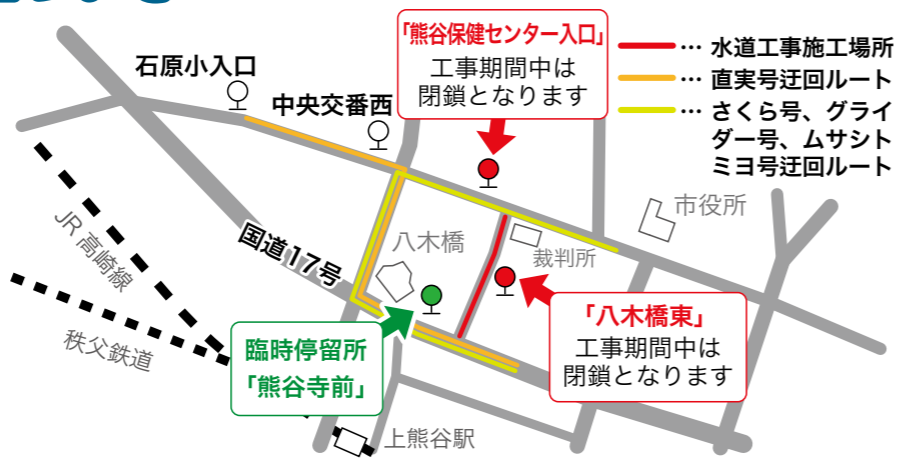 「熊谷保健センター入口」
工事期間中は
閉鎖となります
… 水道工事施工場所
… 直実号迂回ルート
… さくら号、グライ
ダー号、ムサシト
ミヨ号迂回ルート
石原小入口
中央交番西
市役所
八木橋
裁判所
国道17号
JR高崎線
秩父鉄道
「八木橋東」
工事期間中は
閉鎖となります
臨時停留所
「熊谷寺前」
上熊谷駅